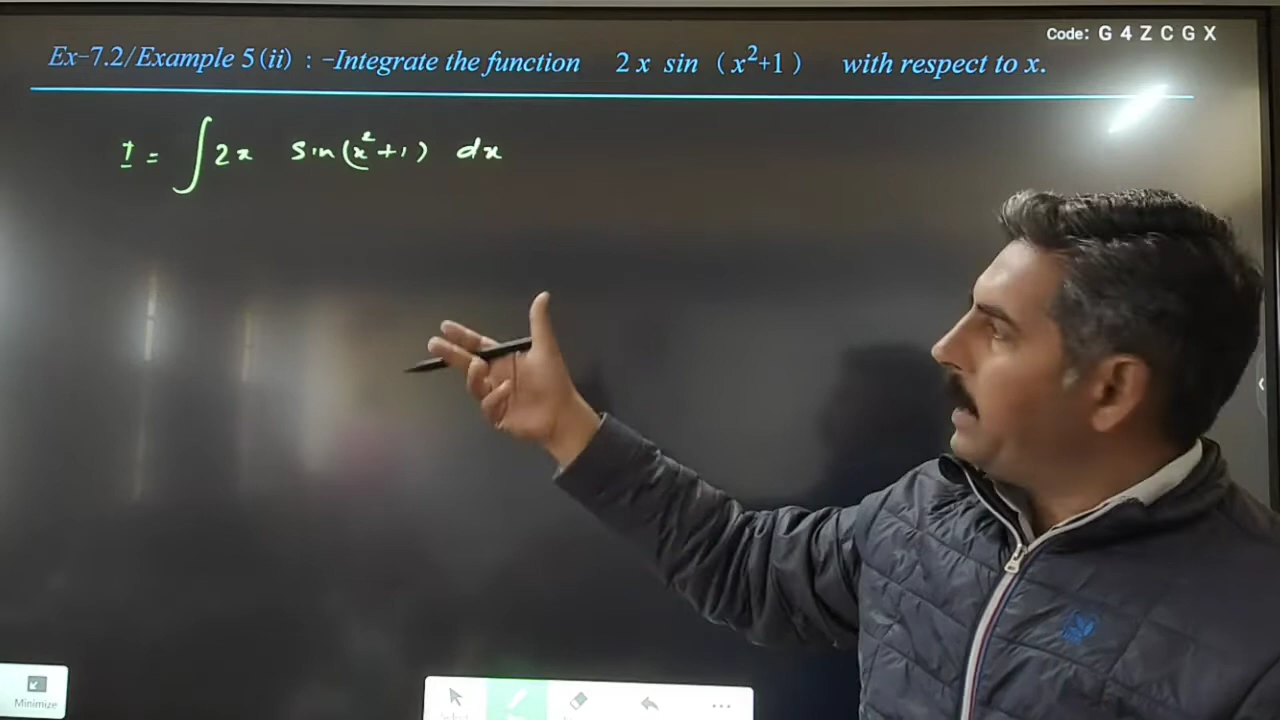 Code: G 4 Z C G X
Ex-7.2/Example 5(ii) : -Integrate the function 2 x sin (x²+1) with respect to x.
I = ∫ 2x sin(x²+1) dx
Minimize